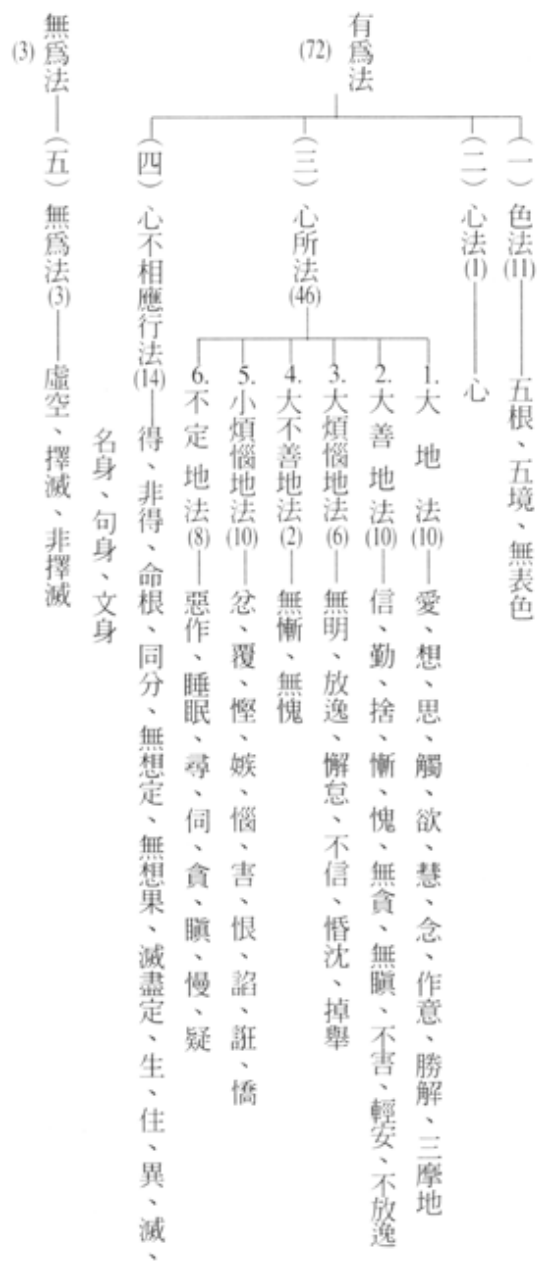 有爲法
(72)
（一）色法(11)——五根、五境、無表色
（二）心法(1)——心
（三）心所法(46)
1.大地法(10)——愛、想、思、觸、欲、慧、念、作意、勝解、三摩地
2.大善地法(10)——信、勤、捨、慚、愧、無貪、無瞋、不害、輕安、不放逸
3.大煩惱地法(6)——無明、放逸、懈怠、不信、惛沈、掉舉
4.大不善地法(2)——無慚、無愧
5.小煩惱地法(10)——忿、覆、慳、嫉、惱、害、恨、諂、誑、憍
6.不定地法(8)——惡作、睡眠、尋、伺、貪、瞋、慢、疑
（四）心不相應行法(14)——得、非得、命根、同分、無想定、無想果、滅盡定、生、住、異、滅、
名身、句身、文身
無爲法——（五）無爲法(3)——虛空、擇滅、非擇滅
(3)